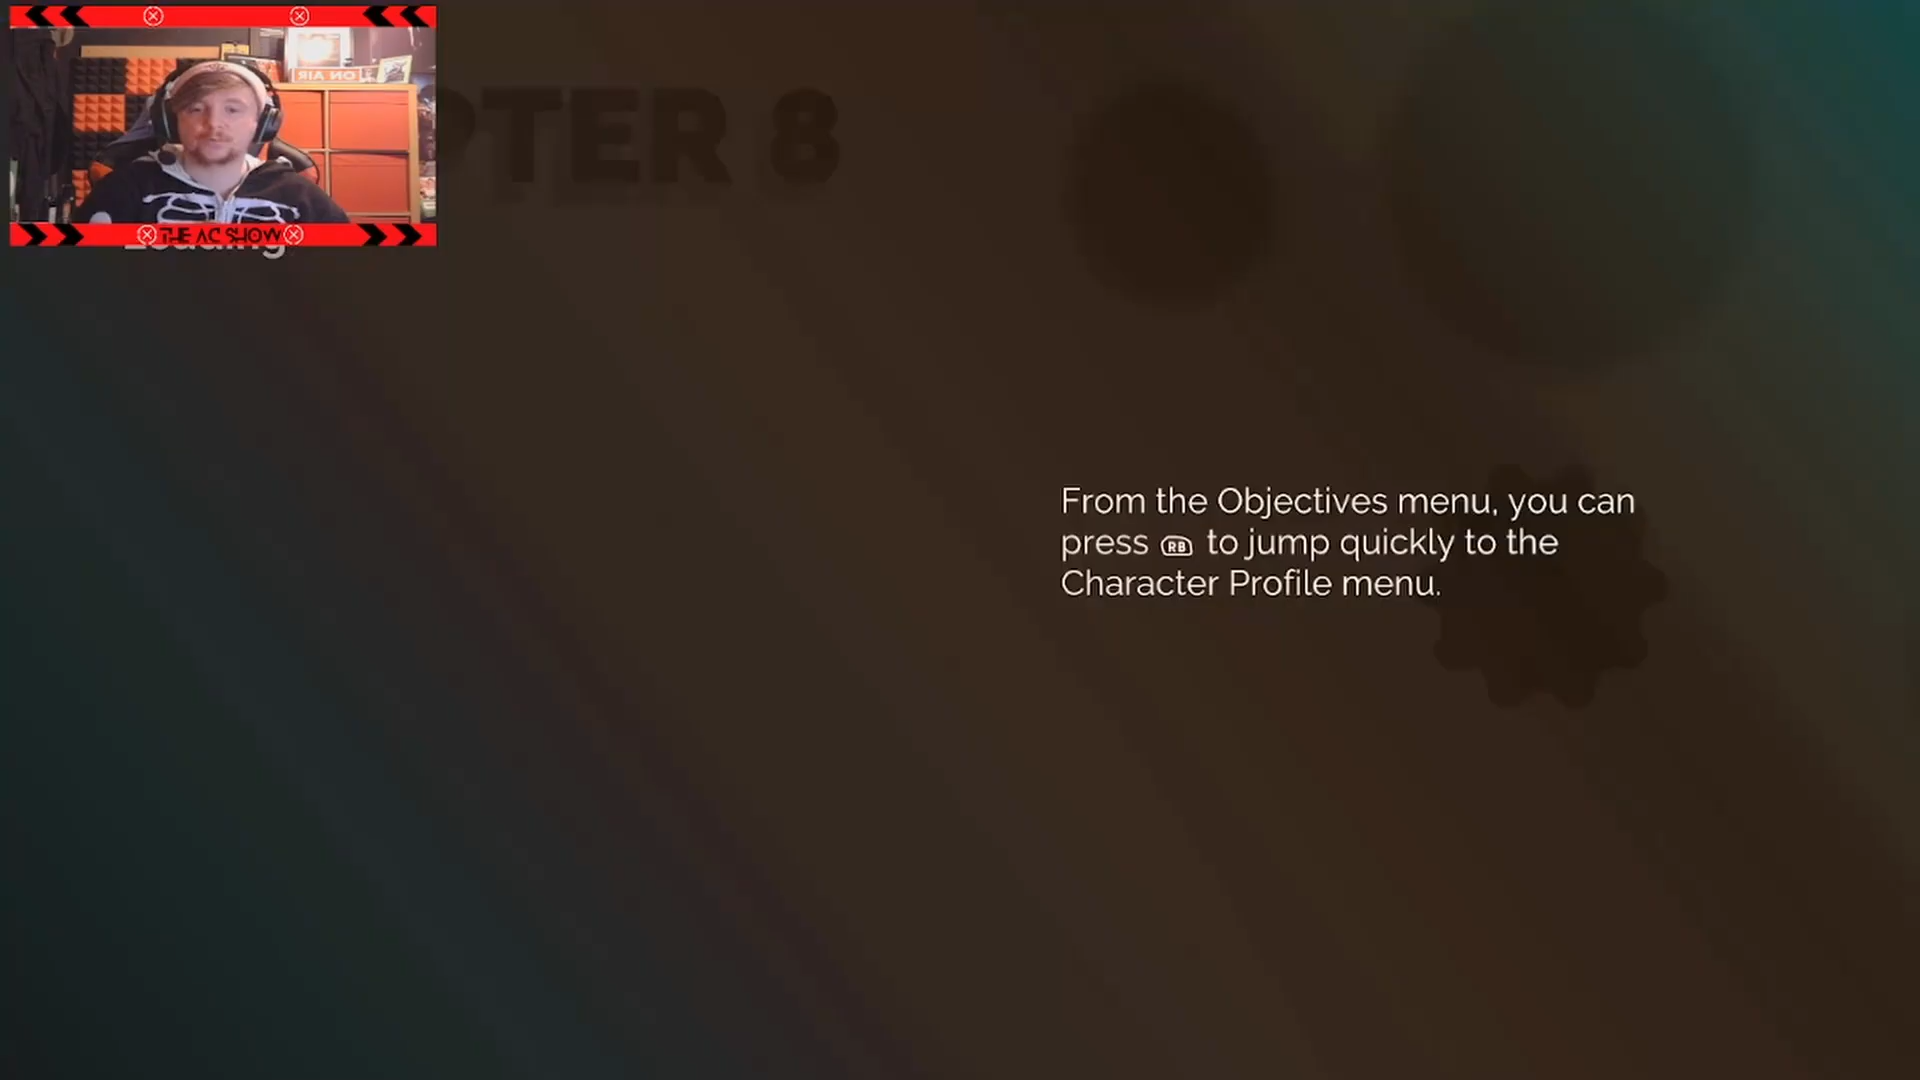 ON AIR
PTER 8
THE AC SHOW
Loading
From the Objectives menu, you can
press RB to jump quickly to the
Character Profile menu.